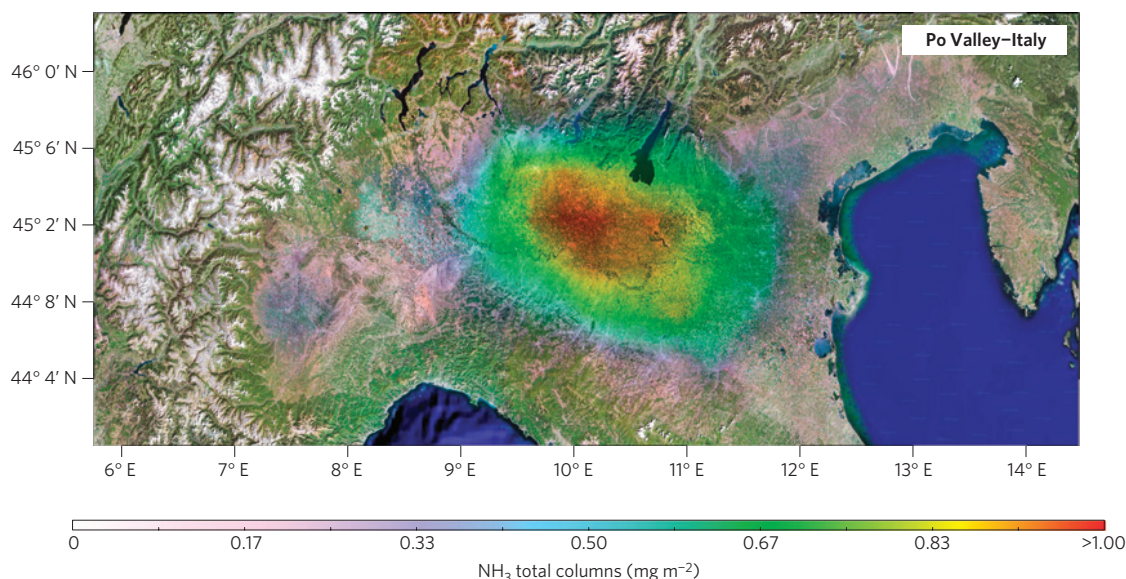 Po Valley–Italy
46° 0′ N
45° 6′ N
45° 2′ N
44° 8′ N
44° 4′ N
6° E 7° E 8° E 9° E 10° E 11° E 12° E 13° E 14° E
0 0.17 0.33 0.50 0.67 0.83 >1.00
NH₃ total columns (mg m⁻²)